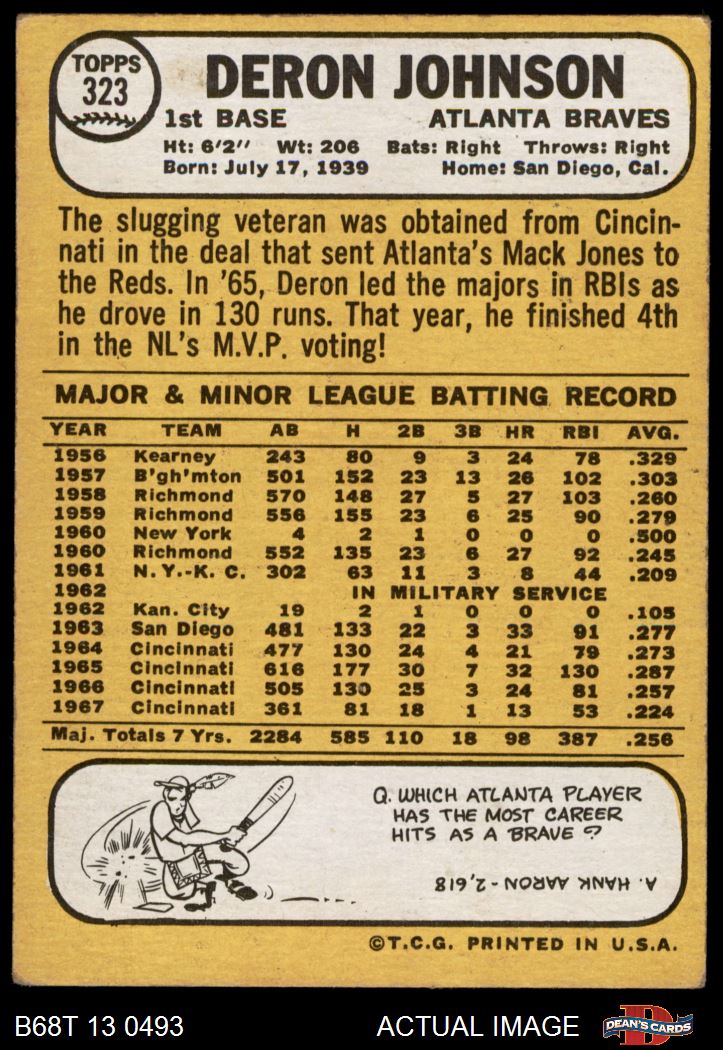 TOPPS
323
DERON JOHNSON
1st BASE ATLANTA BRAVES
Ht: 6'2'' Wt: 206 Bats: Right Throws: Right
Born: July 17, 1939 Home: San Diego, Cal.
The slugging veteran was obtained from Cincin-
nati in the deal that sent Atlanta's Mack Jones to
the Reds. In '65, Deron led the majors in RBIs as
he drove in 130 runs. That year, he finished 4th
in the NL's M.V.P. voting!
MAJOR & MINOR LEAGUE BATTING RECORD
YEAR TEAM AB H 2B 3B HR RBI AVG.
1956 Kearney 243 80 9 3 24 78 .329
1957 B'gh'mton 501 152 23 13 26 102 .303
1958 Richmond 570 148 27 5 27 103 .260
1959 Richmond 556 155 23 6 25 90 .279
1960 New York 4 2 1 0 0 0 .500
1960 Richmond 552 135 23 6 27 92 .245
1961 N. Y.-K. C. 302 63 11 3 8 44 .209
1962 IN MILITARY SERVICE
1962 Kan. City 19 2 1 0 0 0 .105
1963 San Diego 481 133 22 3 33 91 .277
1964 Cincinnati 477 130 24 4 21 79 .273
1965 Cincinnati 616 177 30 7 32 130 .287
1966 Cincinnati 505 130 25 3 24 81 .257
1967 Cincinnati 361 81 18 1 13 53 .224
Maj. Totals 7 Yrs. 2284 585 110 18 98 387 .256
Q. WHICH ATLANTA PLAYER
HAS THE MOST CAREER
HITS AS A BRAVE?
A. HANK AARON - 2,618
©T.C.G. PRINTED IN U.S.A.
B68T 13 0493 ACTUAL IMAGE D DEAN'S CARDS